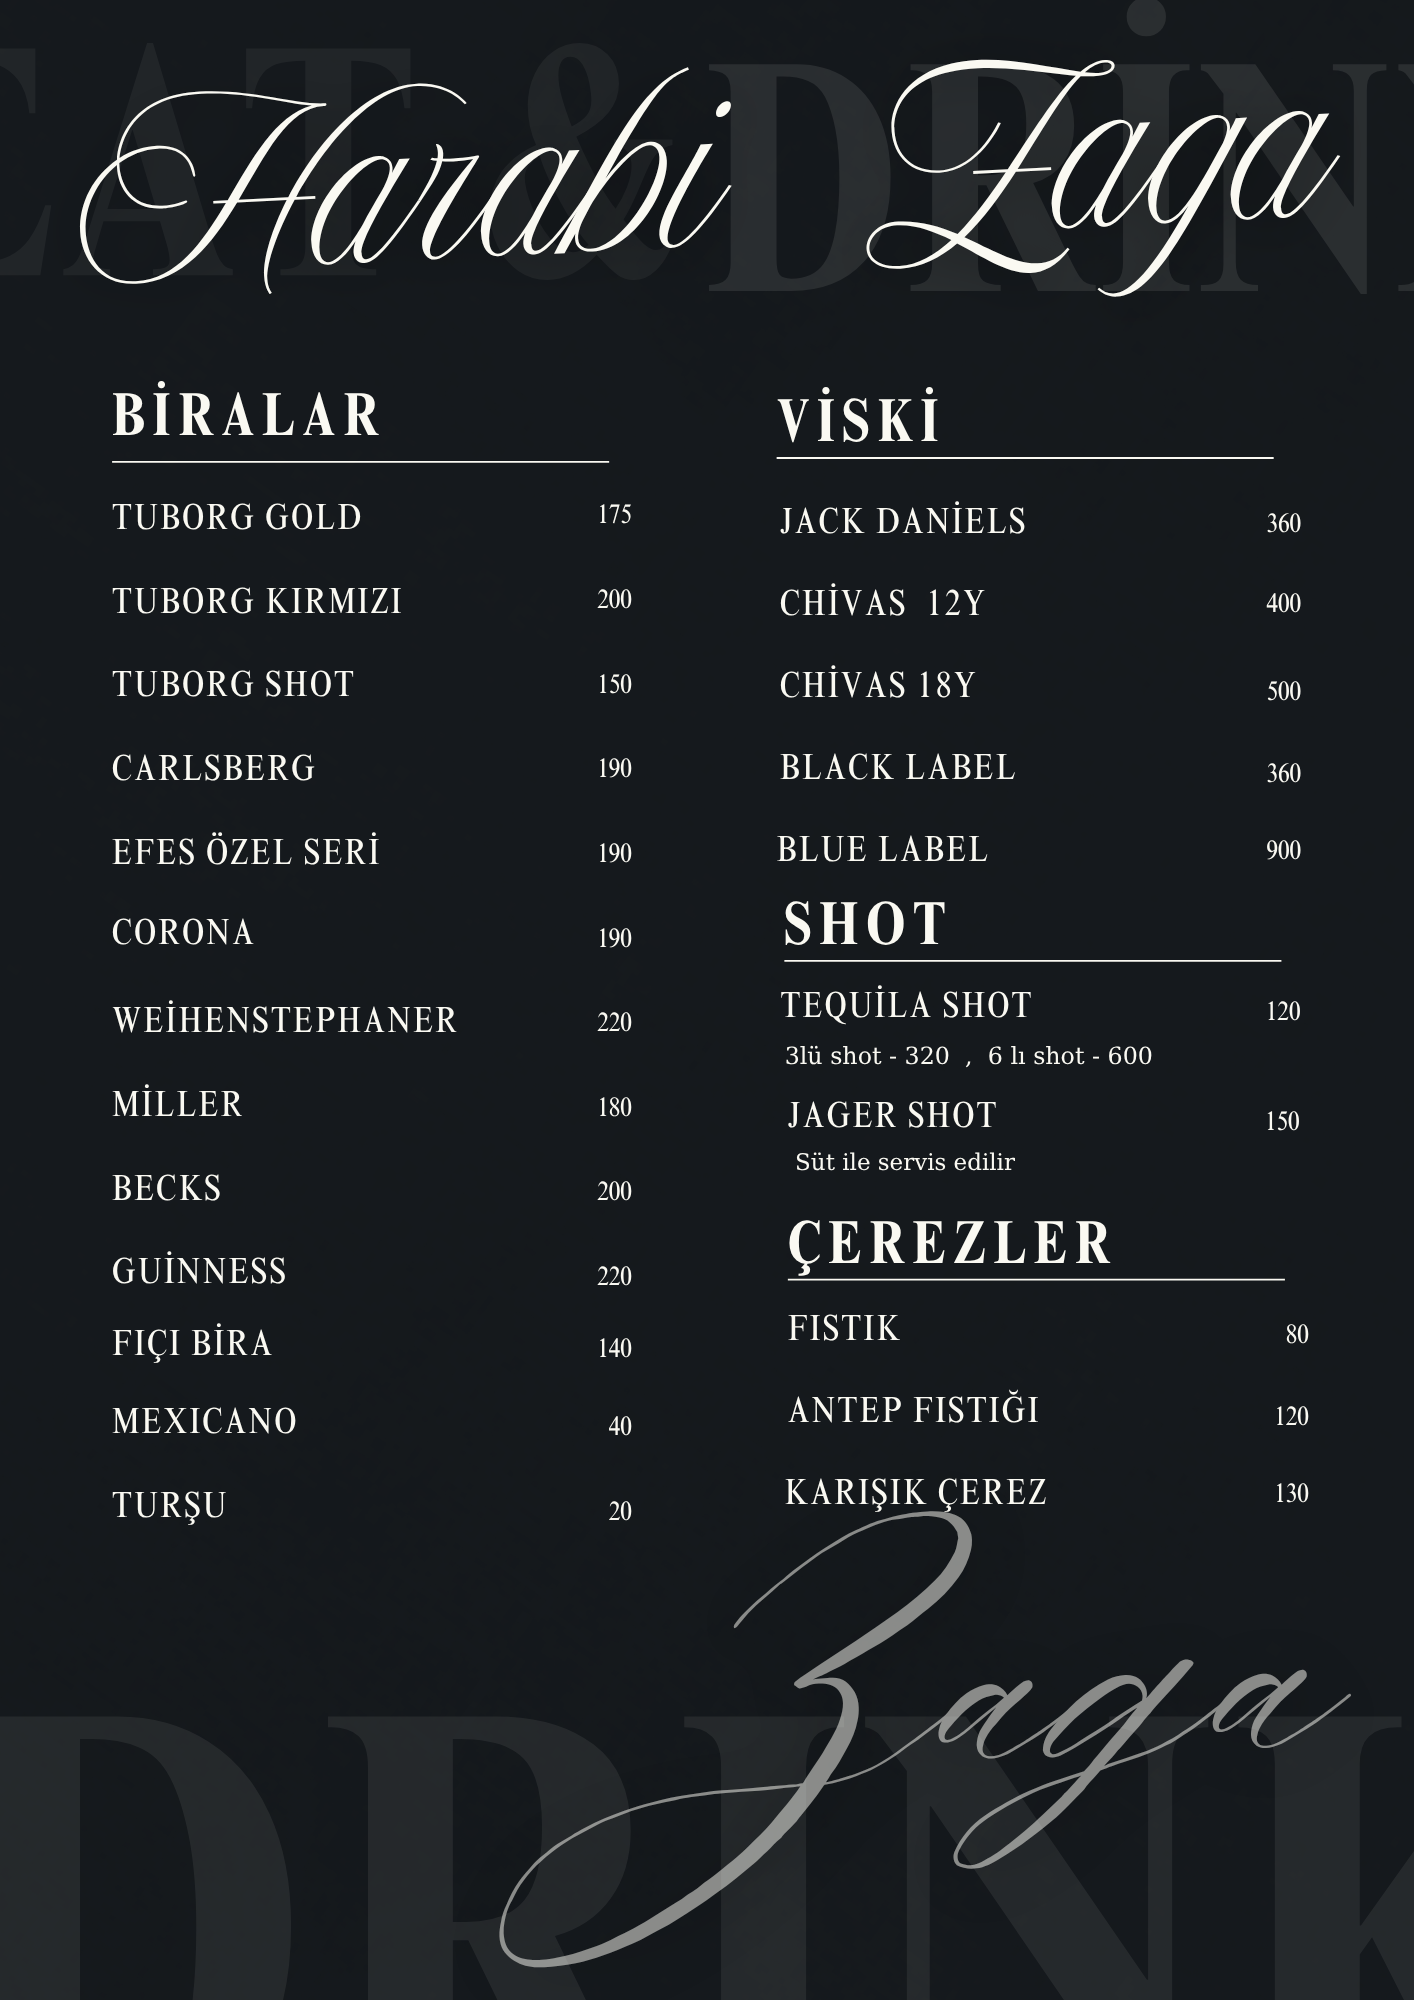 EAT & DRİNK
Harabi Zaga
BİRALAR
TUBORG GOLD 175
TUBORG KIRMIZI 200
TUBORG SHOT 150
CARLSBERG 190
EFES ÖZEL SERİ 190
CORONA 190
WEİHENSTEPHANER 220
MİLLER 180
BECKS 200
GUİNNESS 220
FIÇI BİRA 140
MEXICANO 40
TURŞU 20
VİSKİ
JACK DANİELS 360
CHİVAS 12Y 400
CHİVAS 18Y 500
BLACK LABEL 360
BLUE LABEL 900
SHOT
TEQUİLA SHOT 120
3lü shot - 320 , 6 lı shot - 600
JAGER SHOT 150
Süt ile servis edilir
ÇEREZLER
FISTIK 80
ANTEP FISTIĞI 120
KARIŞIK ÇEREZ 130
Zaga
DRINK